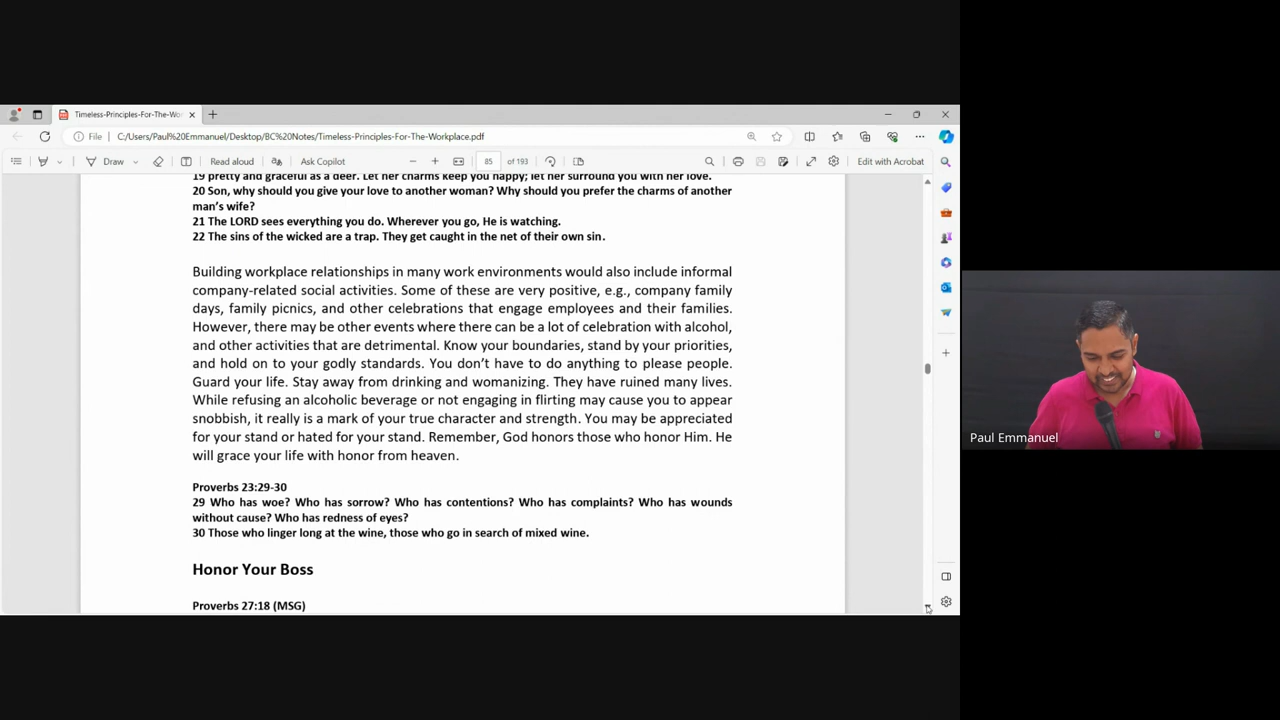 Timeless-Principles-For-The-Wo
File
C:/Users/Paul%20Emmanuel/Desktop/BC%20Notes/Timeless-Principles-For-The-Workplace.pdf
Draw
Read aloud
Ask Copilot
85 of 193
Edit with Acrobat
19 pretty and graceful as a deer. Let her charms keep you happy; let her surround you with her love.
20 Son, why should you give your love to another woman? Why should you prefer the charms of another
man’s wife?
21 The LORD sees everything you do. Wherever you go, He is watching.
22 The sins of the wicked are a trap. They get caught in the net of their own sin.
Building workplace relationships in many work environments would also include informal
company-related social activities. Some of these are very positive, e.g., company family
days, family picnics, and other celebrations that engage employees and their families.
However, there may be other events where there can be a lot of celebration with alcohol,
and other activities that are detrimental. Know your boundaries, stand by your priorities,
and hold on to your godly standards. You don’t have to do anything to please people.
Guard your life. Stay away from drinking and womanizing. They have ruined many lives.
While refusing an alcoholic beverage or not engaging in flirting may cause you to appear
snobbish, it really is a mark of your true character and strength. You may be appreciated
for your stand or hated for your stand. Remember, God honors those who honor Him. He
will grace your life with honor from heaven.
Proverbs 23:29-30
29 Who has woe? Who has sorrow? Who has contentions? Who has complaints? Who has wounds
without cause? Who has redness of eyes?
30 Those who linger long at the wine, those who go in search of mixed wine.
Honor Your Boss
Proverbs 27:18 (MSG)
Paul Emmanuel